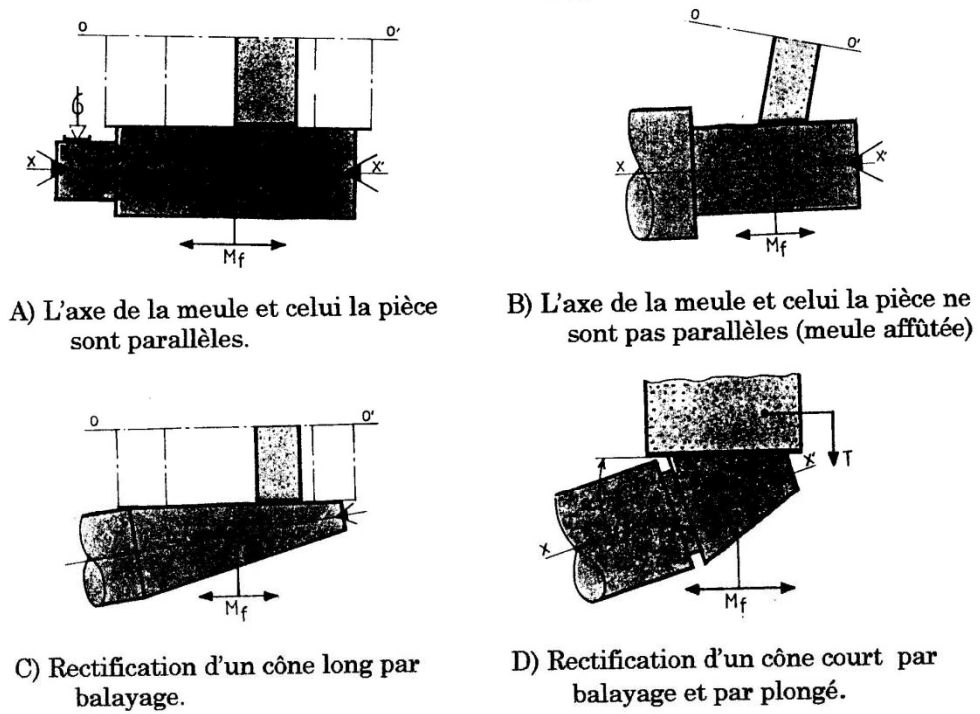 O O'
X X'
Mf
O O'
X X'
Mf
A) L'axe de la meule et celui la pièce
sont parallèles.
B) L'axe de la meule et celui la pièce ne
sont pas parallèles (meule affûtée)
O O'
Mf
T
X X'
Mf
C) Rectification d'un cône long par
balayage.
D) Rectification d'un cône court par
balayage et par plongé.